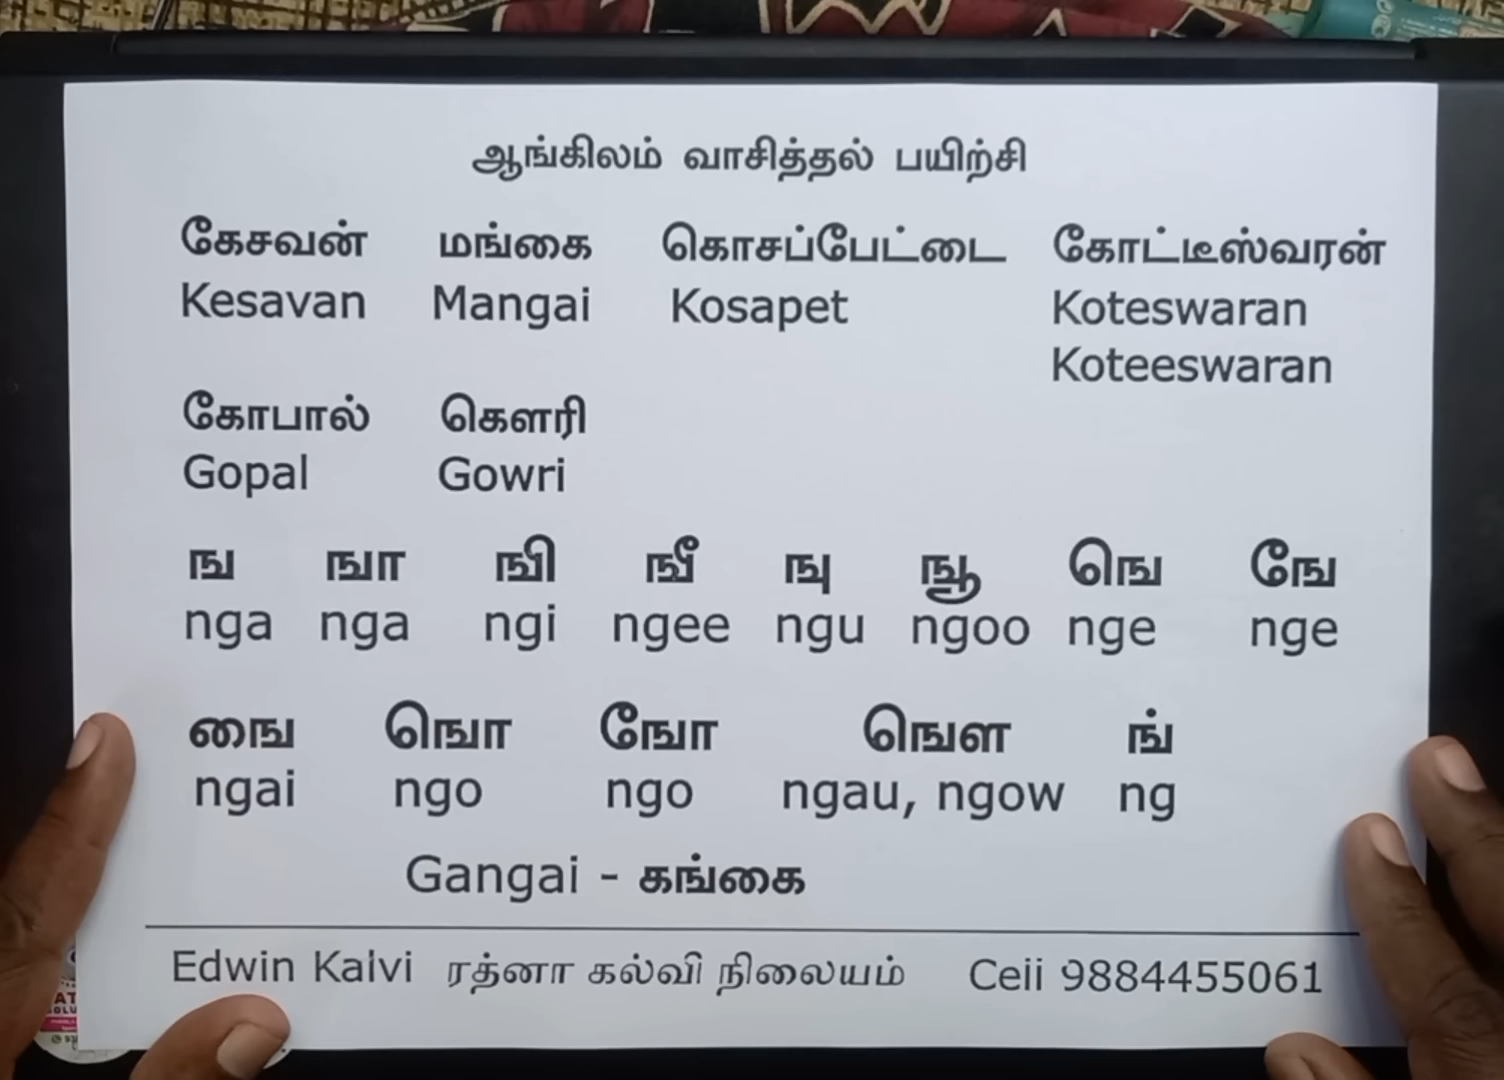 ஆங்கிலம் வாசித்தல் பயிற்சி
கேசவன் மங்கை கொசப்பேட்டை கோட்டீஸ்வரன்
Kesavan Mangai Kosapet Koteswaran
Koteeswaran
கோபால் கௌரி
Gopal Gowri
ங ஙா ஙி ஙீ ஙு ஙூ ஙெ ஙே
nga nga ngi ngee ngu ngoo nge nge
ஙை ஙொ ஙோ ஙௌ ங்
ngai ngo ngo ngau, ngow ng
Gangai - கங்கை
Edwin Kalvi ரத்னா கல்வி நிலையம் Cell 9884455061